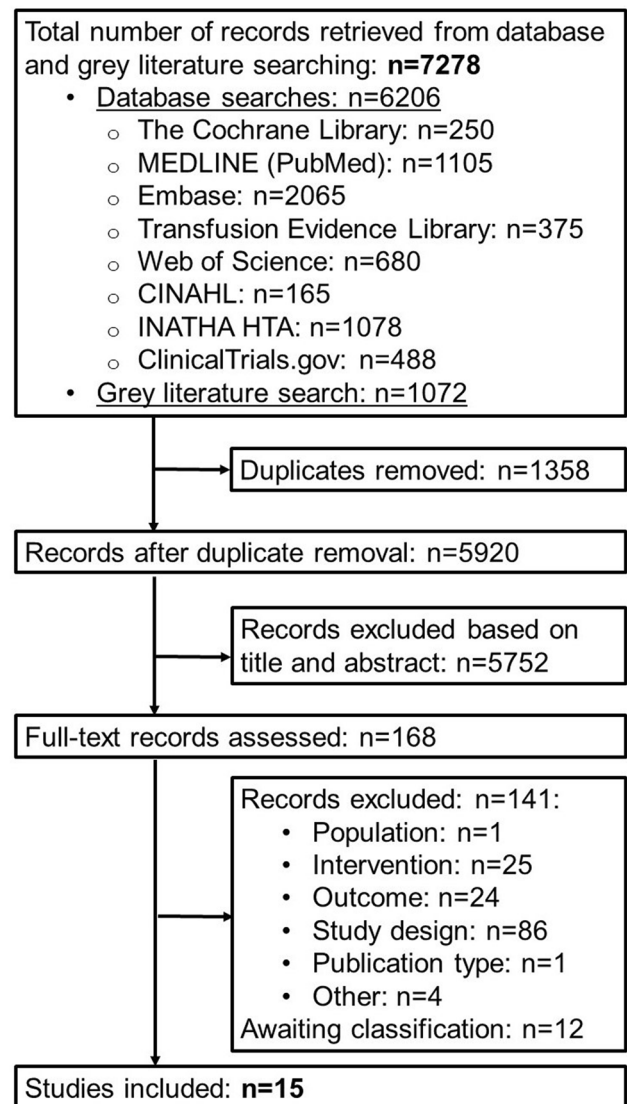 Total number of records retrieved from database
and grey literature searching: n=7278
• Database searches: n=6206
o The Cochrane Library: n=250
o MEDLINE (PubMed): n=1105
o Embase: n=2065
o Transfusion Evidence Library: n=375
o Web of Science: n=680
o CINAHL: n=165
o INATHA HTA: n=1078
o ClinicalTrials.gov: n=488
• Grey literature search: n=1072
Duplicates removed: n=1358
Records after duplicate removal: n=5920
Records excluded based on
title and abstract: n=5752
Full-text records assessed: n=168
Records excluded: n=141:
• Population: n=1
• Intervention: n=25
• Outcome: n=24
• Study design: n=86
• Publication type: n=1
• Other: n=4
Awaiting classification: n=12
Studies included: n=15